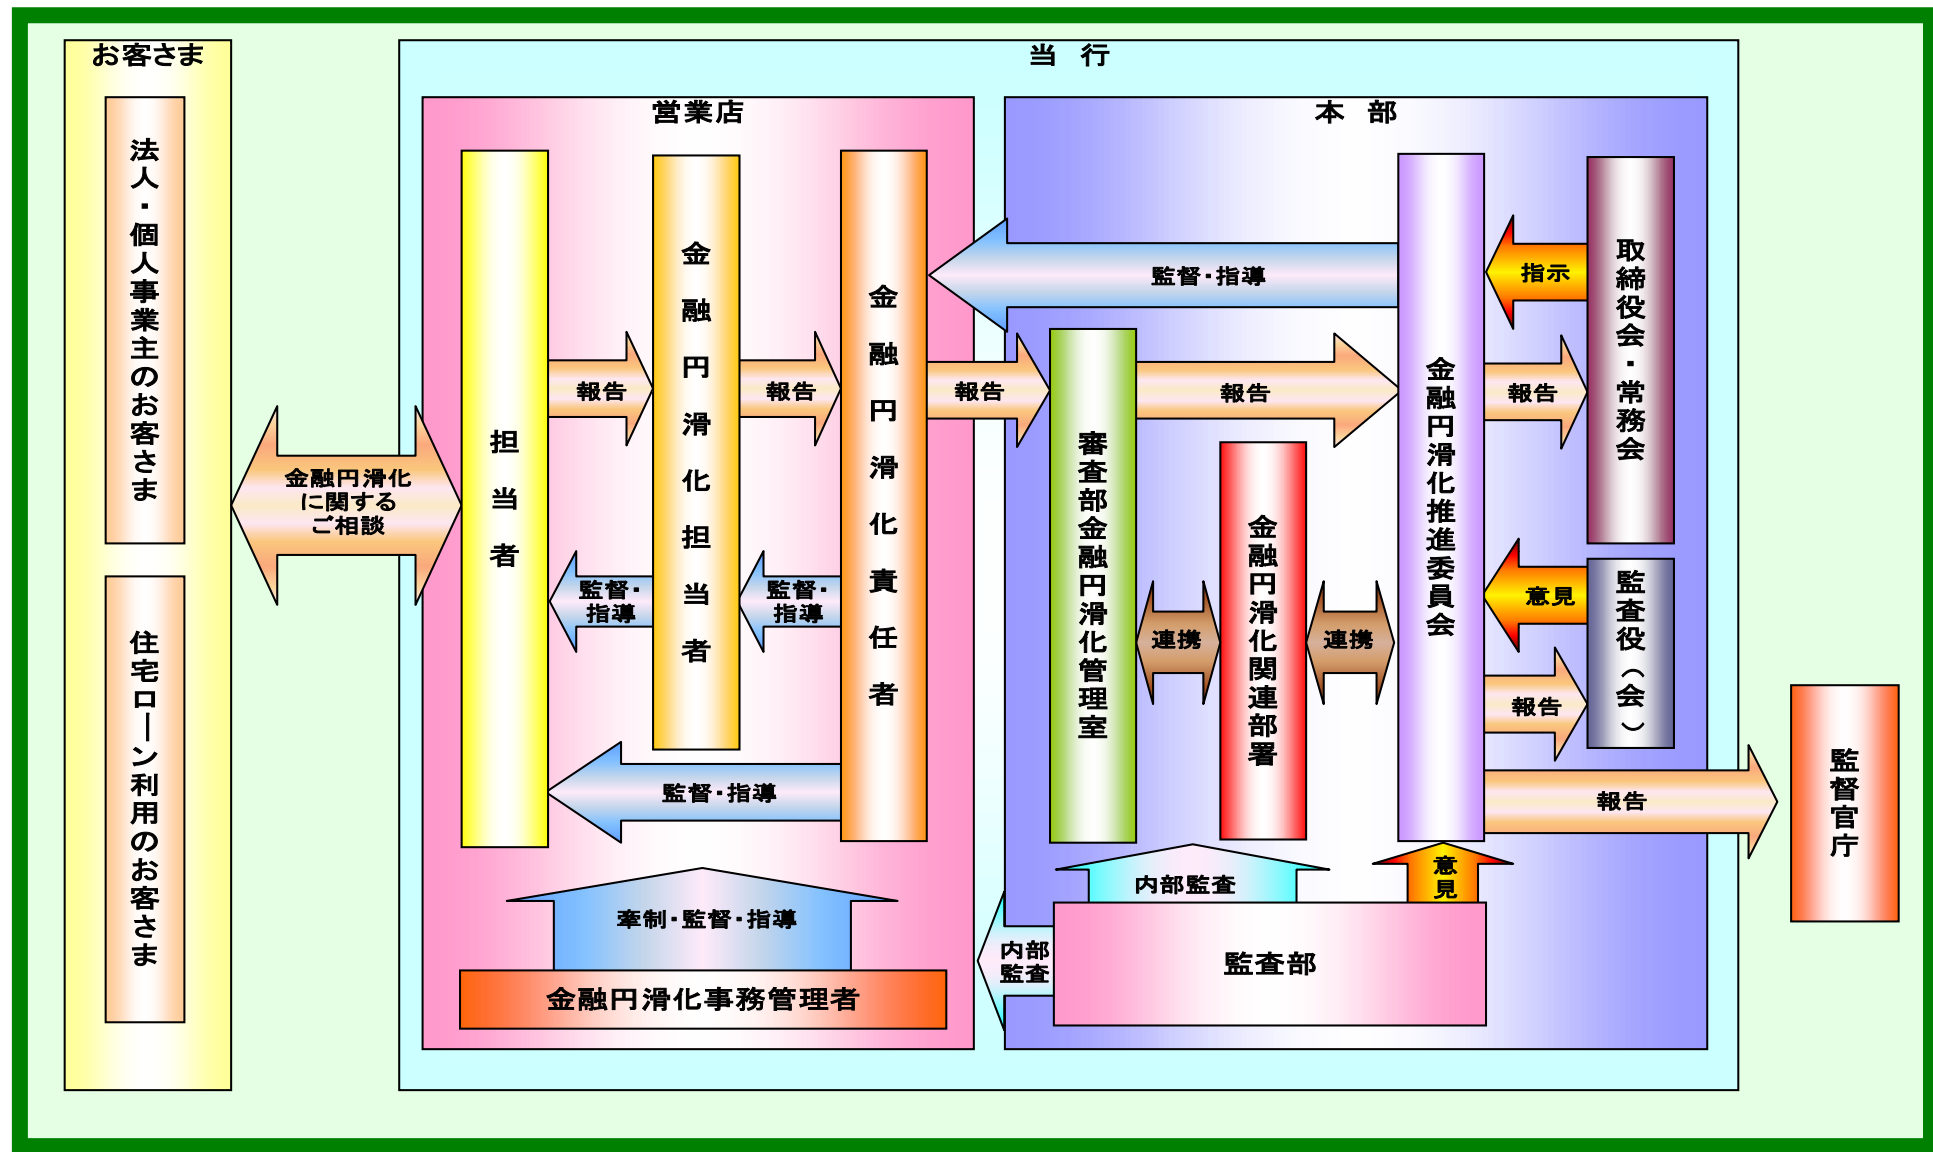 お客さま
法人・個人事業主のお客さま
住宅ローン利用のお客さま
金融円滑化
に関する
ご相談
当　行
営業店
担当者
報告
金融円滑化担当者
報告
金融円滑化責任者
報告
監督・
指導
監督・
指導
監督・指導
牽制・監督・指導
金融円滑化事務管理者
本　部
監督・指導
審査部金融円滑化管理室
報告
連携
金融円滑化関連部署
連携
金融円滑化推進委員会
指示
報告
取締役会・常務会
意見
報告
監査役（会）
報告
内部監査
意見
内部
監査
監査部
監督官庁